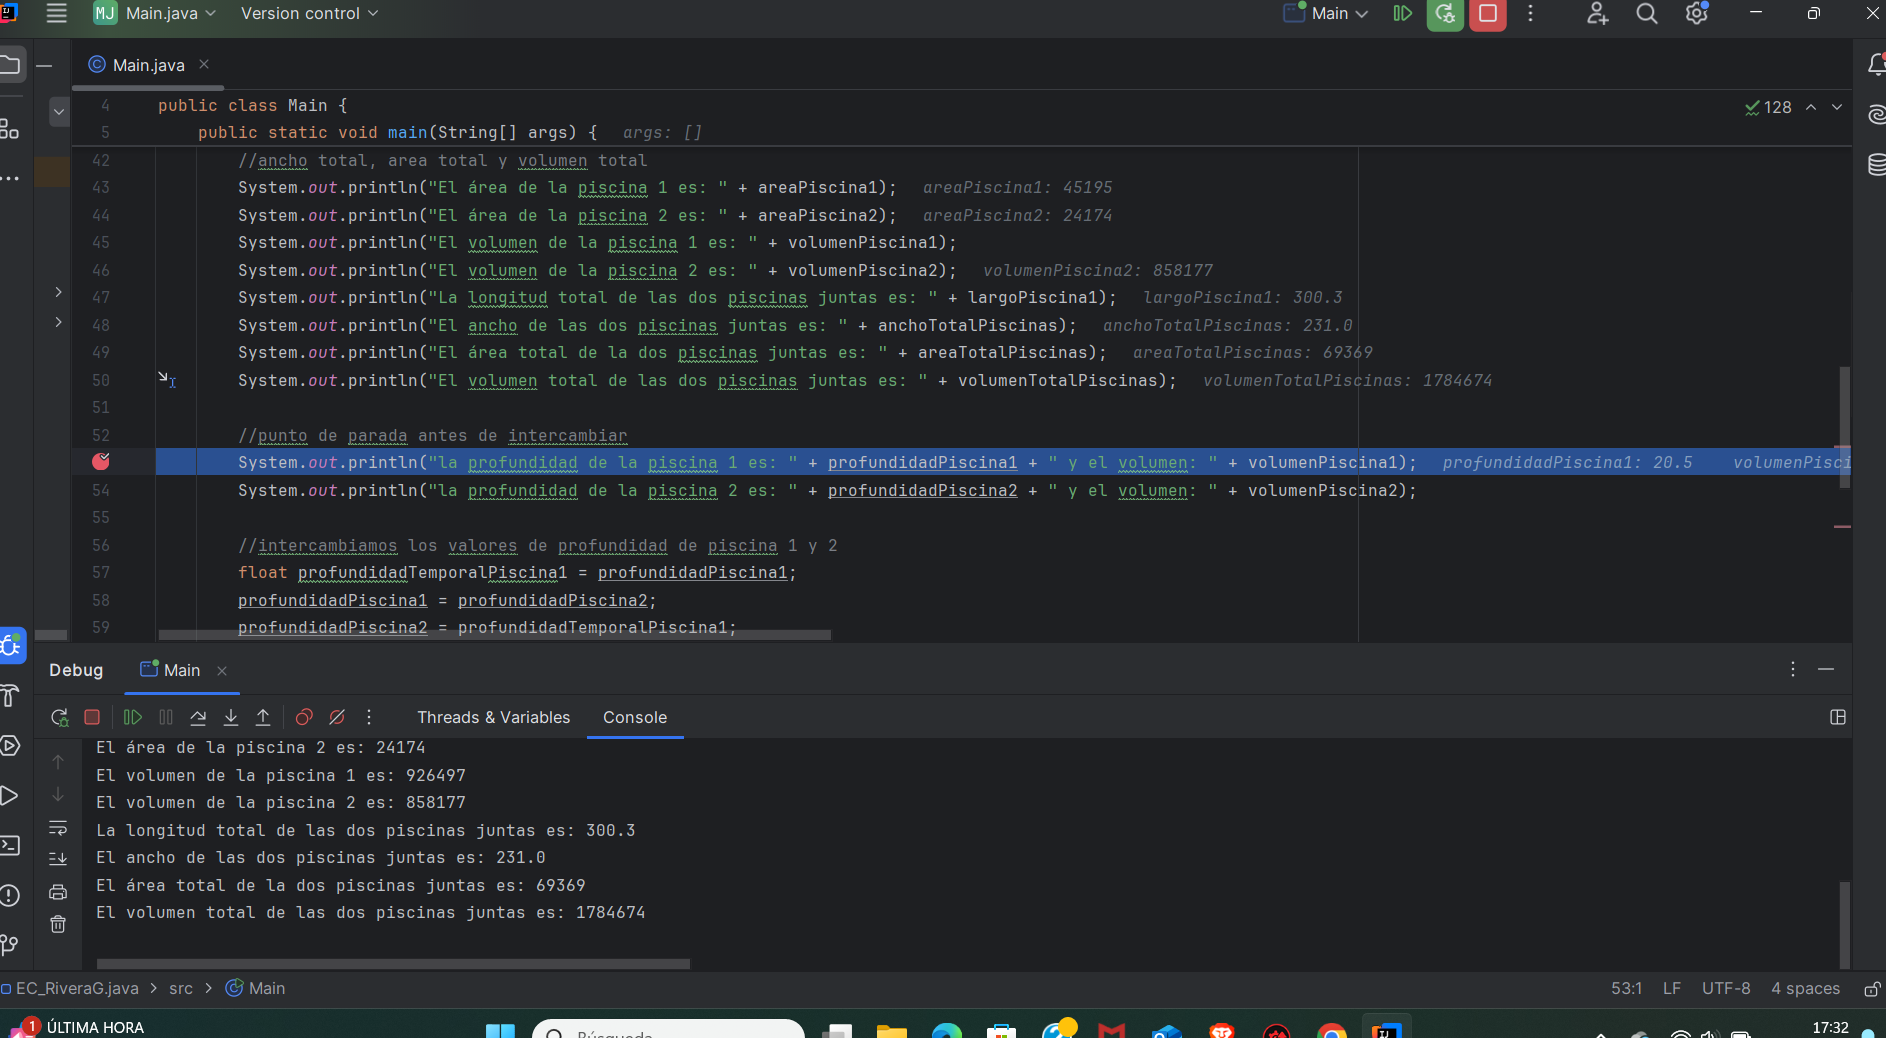 MJ Main.java Version control Main
Main.java
4 public class Main {
5 public static void main(String[] args) { args: []
128
42 //ancho total, area total y volumen total
43 System.out.println("El área de la piscina 1 es: " + areaPiscina1); areaPiscina1: 45195
44 System.out.println("El área de la piscina 2 es: " + areaPiscina2); areaPiscina2: 24174
45 System.out.println("El volumen de la piscina 1 es: " + volumenPiscina1);
46 System.out.println("El volumen de la piscina 2 es: " + volumenPiscina2); volumenPiscina2: 858177
47 System.out.println("La longitud total de las dos piscinas juntas es: " + largoPiscina1); largoPiscina1: 300.3
48 System.out.println("El ancho de las dos piscinas juntas es: " + anchoTotalPiscinas); anchoTotalPiscinas: 231.0
49 System.out.println("El área total de la dos piscinas juntas es: " + areaTotalPiscinas); areaTotalPiscinas: 69369
50 System.out.println("El volumen total de las dos piscinas juntas es: " + volumenTotalPiscinas); volumenTotalPiscinas: 1784674
51
52 //punto de parada antes de intercambiar
System.out.println("la profundidad de la piscina 1 es: " + profundidadPiscina1 + " y el volumen: " + volumenPiscina1); profundidadPiscina1: 20.5 volumenPisci
54 System.out.println("la profundidad de la piscina 2 es: " + profundidadPiscina2 + " y el volumen: " + volumenPiscina2);
55
56 //intercambiamos los valores de profundidad de piscina 1 y 2
57 float profundidadTemporalPiscina1 = profundidadPiscina1;
58 profundidadPiscina1 = profundidadPiscina2;
59 profundidadPiscina2 = profundidadTemporalPiscina1;
Debug Main
Threads & Variables Console
El área de la piscina 2 es: 24174
El volumen de la piscina 1 es: 926497
El volumen de la piscina 2 es: 858177
La longitud total de las dos piscinas juntas es: 300.3
El ancho de las dos piscinas juntas es: 231.0
El área total de la dos piscinas juntas es: 69369
El volumen total de las dos piscinas juntas es: 1784674
EC_RiveraG.java > src > Main 53:1 LF UTF-8 4 spaces
1 ÚLTIMA HORA
Búsqueda
17:32